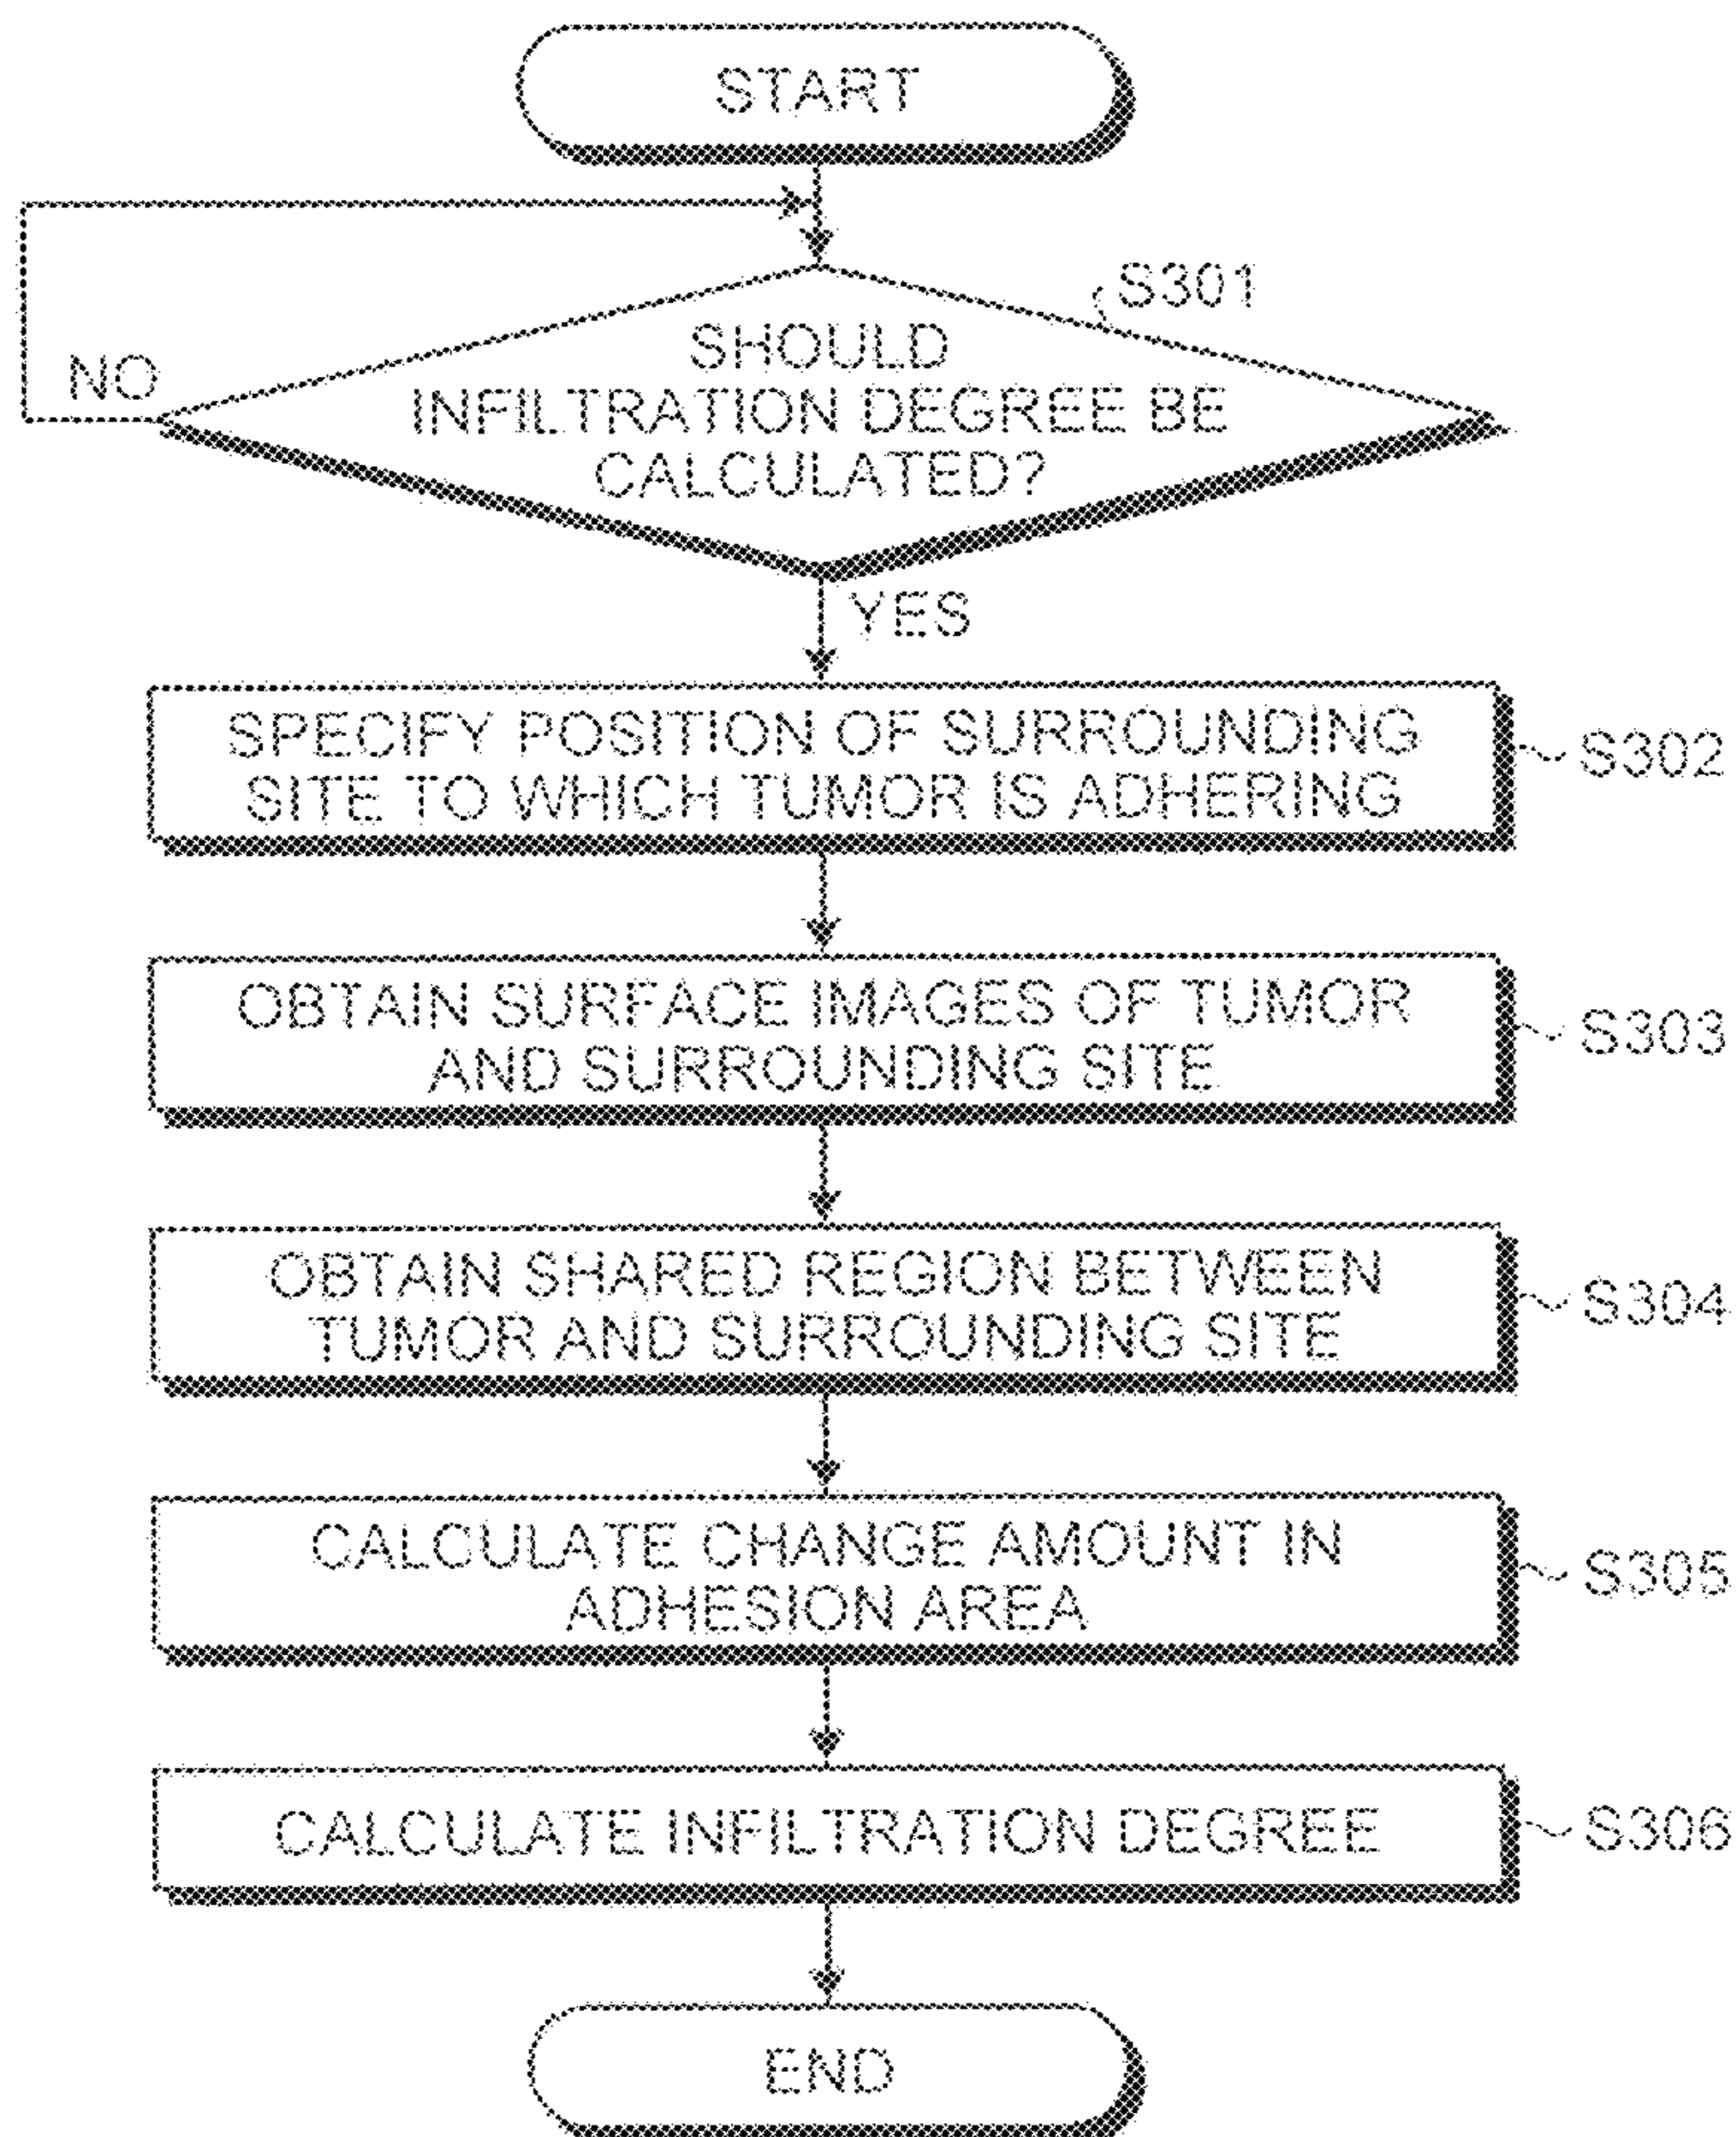 START
S301
SHOULD
INFILTRATION DEGREE BE
CALCULATED?
NO
YES
SPECIFY POSITION OF SURROUNDING
SITE TO WHICH TUMOR IS ADHERING
S302
OBTAIN SURFACE IMAGES OF TUMOR
AND SURROUNDING SITE
S303
OBTAIN SHARED REGION BETWEEN
TUMOR AND SURROUNDING SITE
S304
CALCULATE CHANGE AMOUNT IN
ADHESION AREA
S305
CALCULATE INFILTRATION DEGREE
S306
END